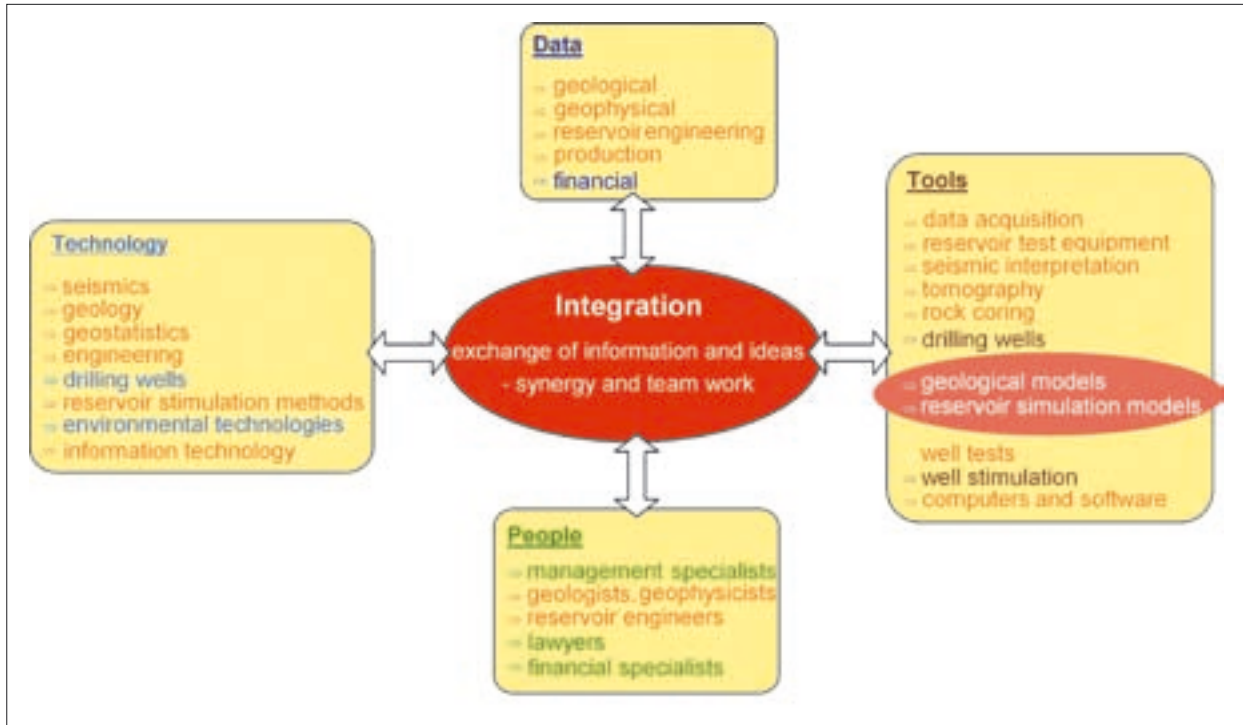 Data
geological
geophysical
reservoir engineering
production
financial
Tools
data acquisition
reservoir test equipment
seismic interpretation
tomography
rock coring
drilling wells
geological models
reservoir simulation models
well tests
well stimulation
computers and software
Technology
seismics
geology
geostatistics
engineering
drilling wells
reservoir stimulation methods
environmental technologies
information technology
Integration
exchange of information and ideas
- synergy and team work
People
management specialists
geologists, geophysicists
reservoir engineers
lawyers
financial specialists